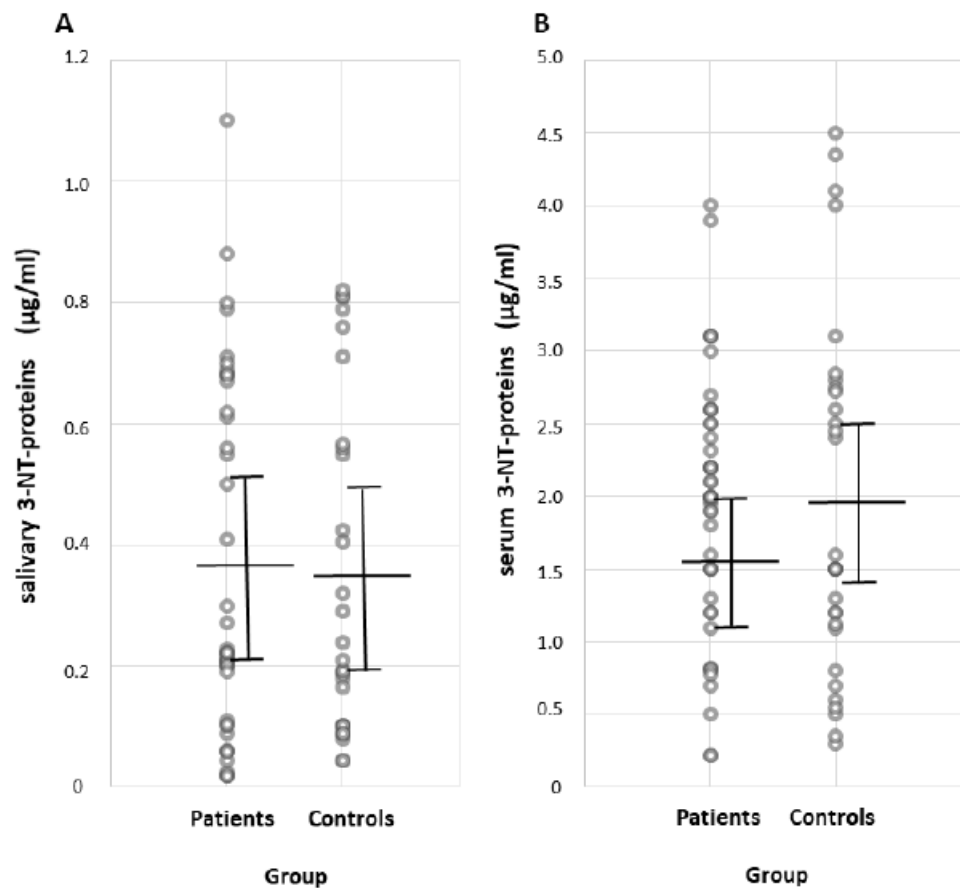 A
1.2
1.0
0.8
0.6
0.4
0.2
0
salivary 3-NT-proteins (µg/ml)
Patients Controls
Group
B
5.0
4.5
4.0
3.5
3.0
2.5
2.0
1.5
1.0
0.5
0
serum 3-NT-proteins (µg/ml)
Patients Controls
Group